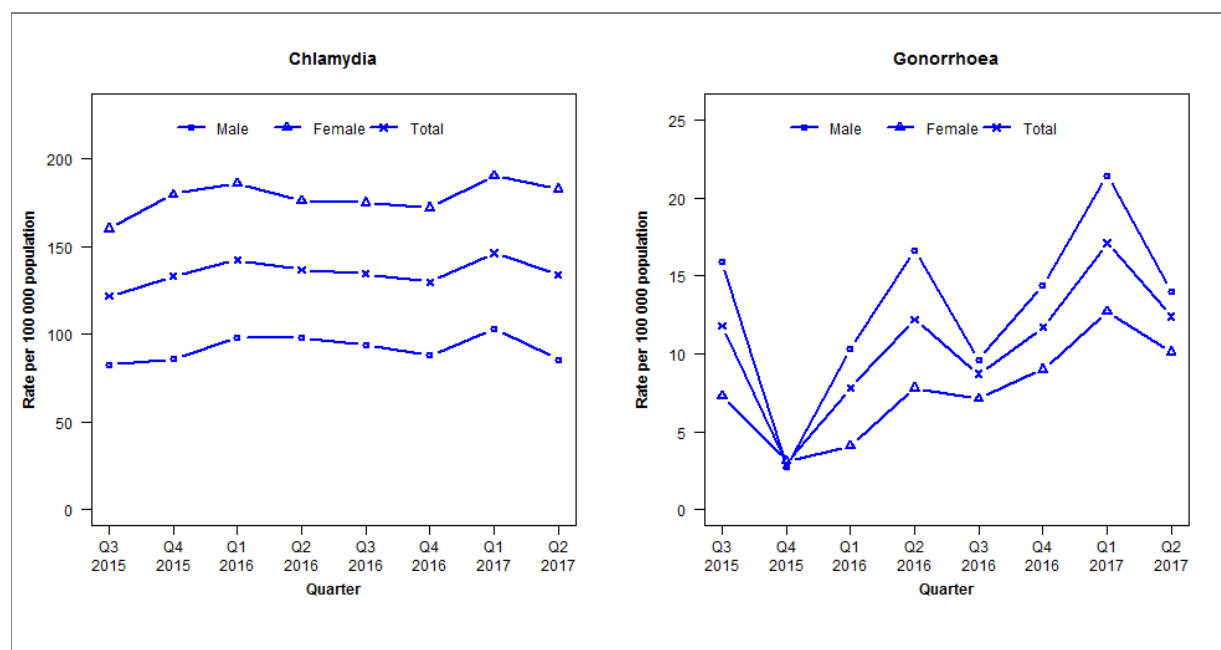 Chlamydia
Male Female Total
Rate per 100 000 population
200
150
100
50
0
Q3 Q4 Q1 Q2 Q3 Q4 Q1 Q2
2015 2015 2016 2016 2016 2016 2017 2017
Quarter
Gonorrhoea
Male Female Total
Rate per 100 000 population
25
20
15
10
5
0
Q3 Q4 Q1 Q2 Q3 Q4 Q1 Q2
2015 2015 2016 2016 2016 2016 2017 2017
Quarter